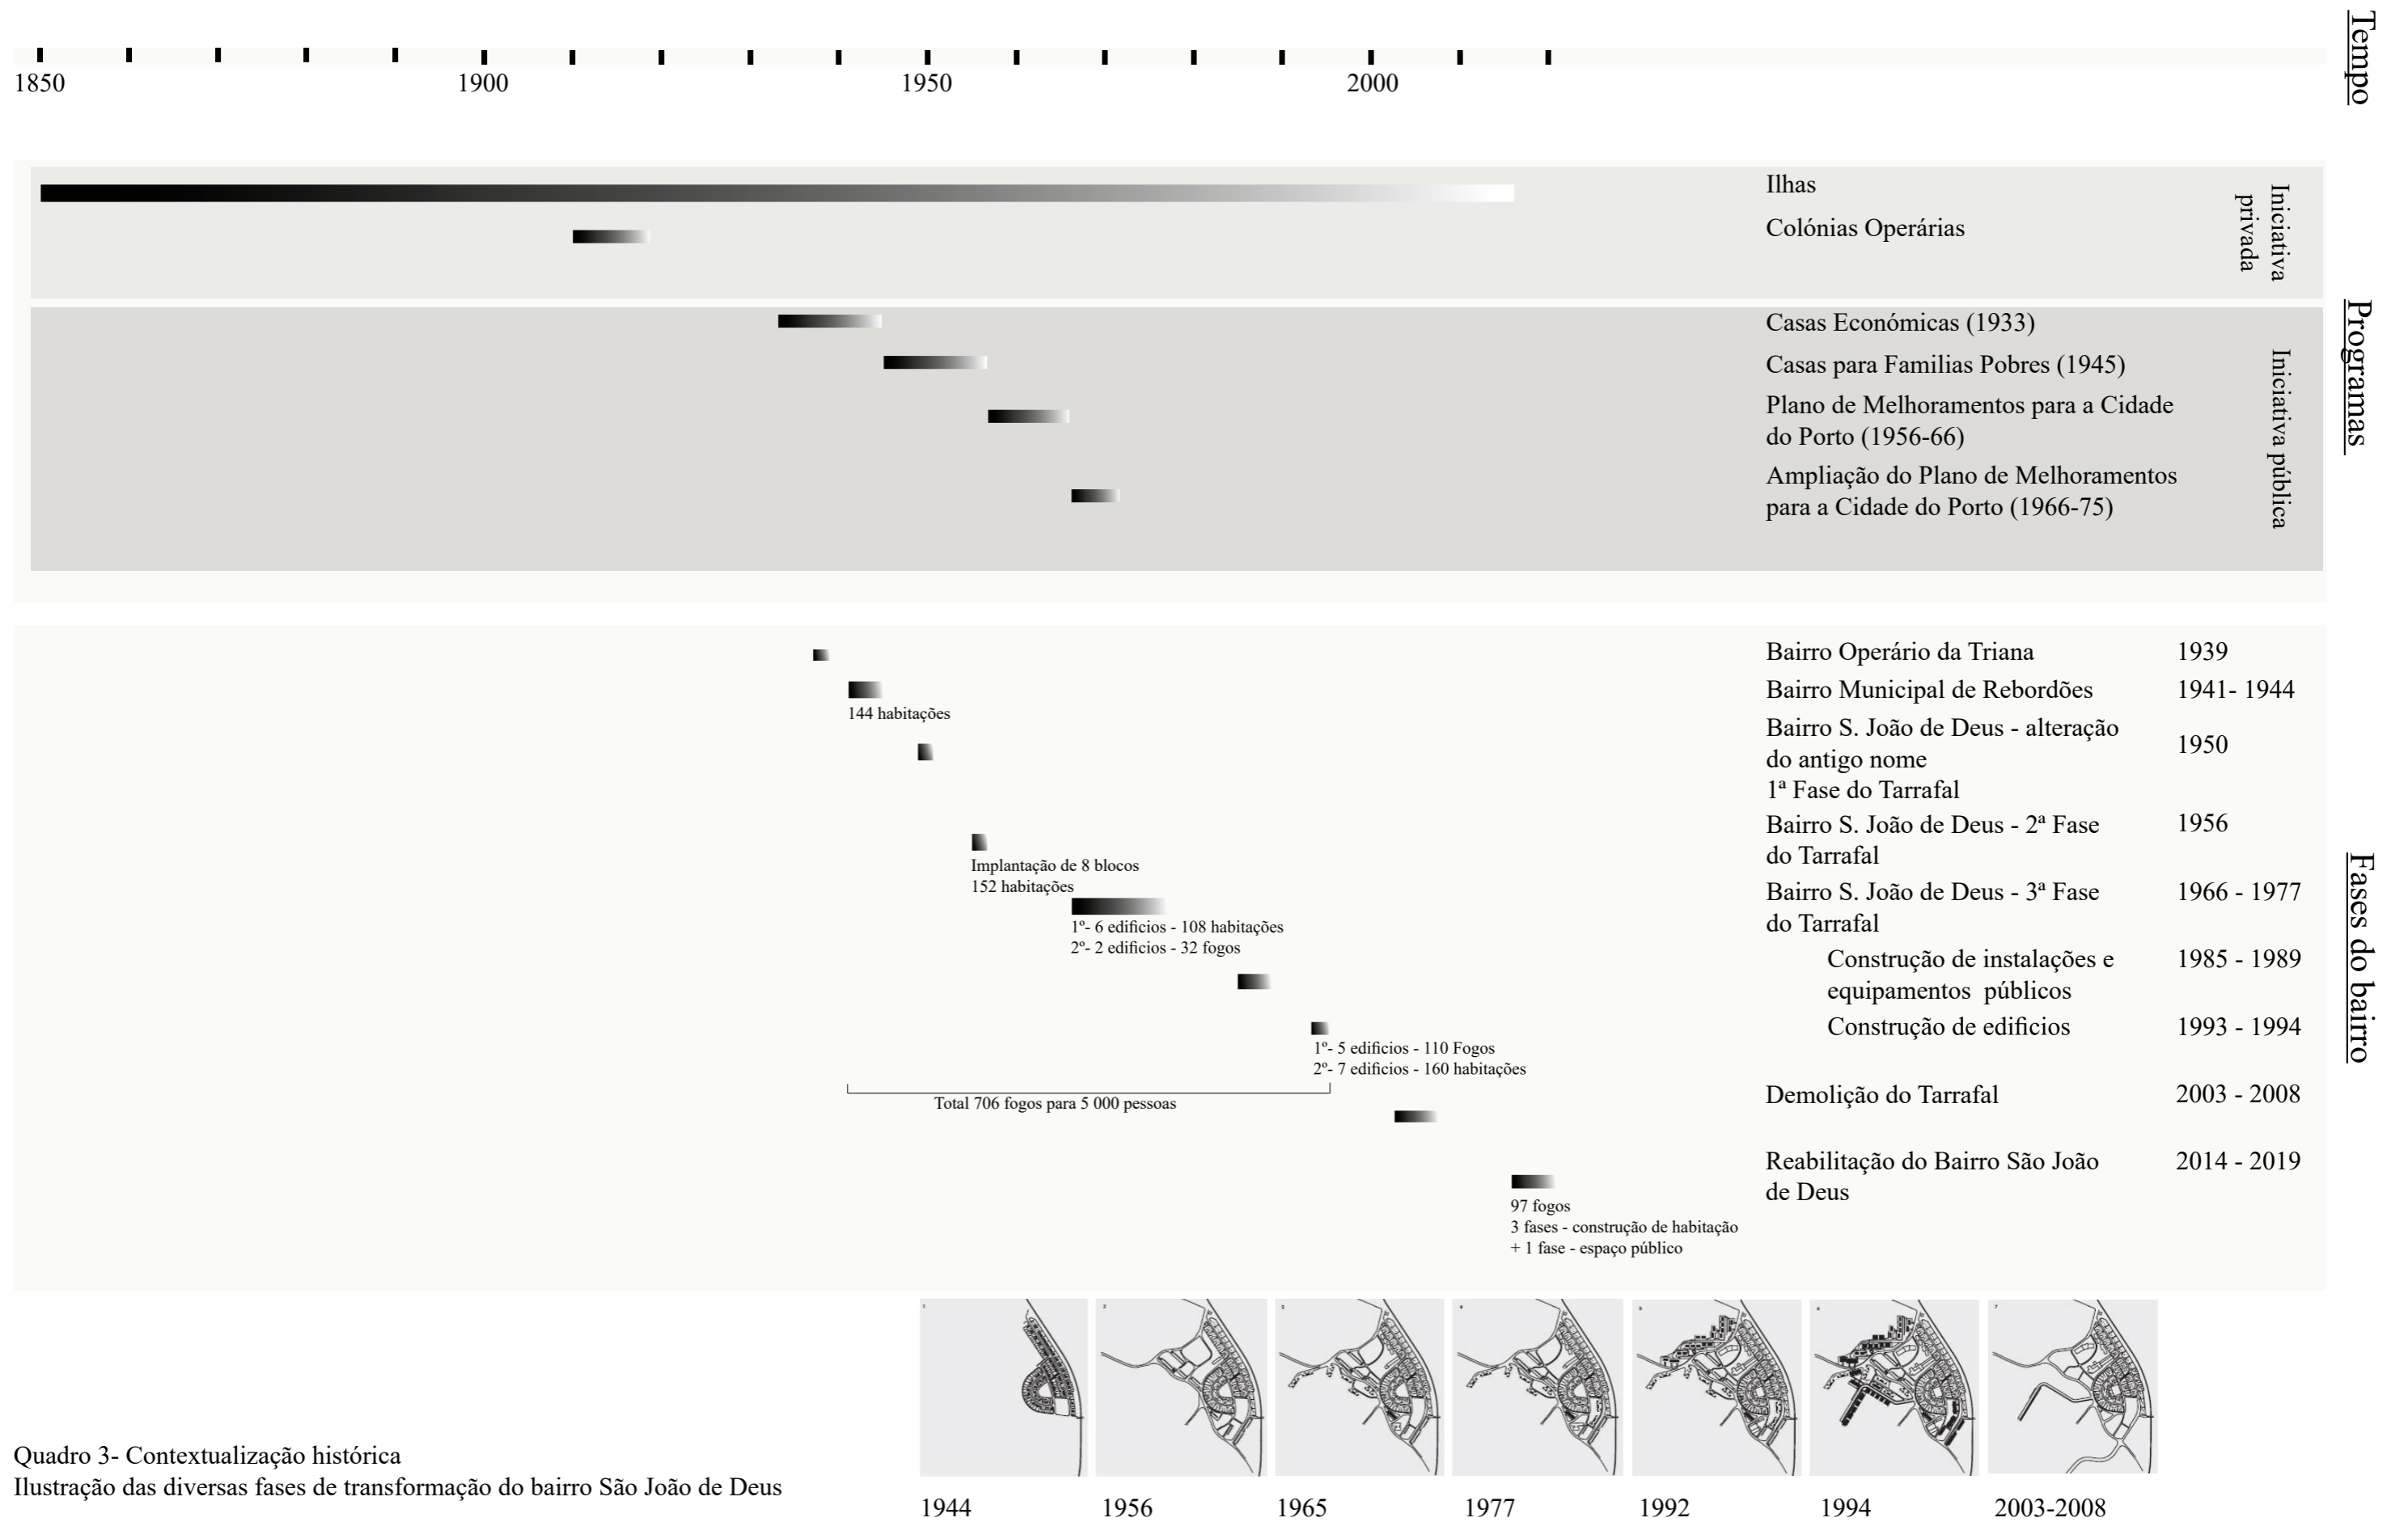 Tempo
1850
1900
1950
2000
Programas
Iniciativa
privada
Ilhas
Colónias Operárias
Iniciativa pública
Casas Económicas (1933)
Casas para Familias Pobres (1945)
Plano de Melhoramentos para a Cidade
do Porto (1956-66)
Ampliação do Plano de Melhoramentos
para a Cidade do Porto (1966-75)
Fases do bairro
Bairro Operário da Triana 1939
Bairro Municipal de Rebordões 1941- 1944
144 habitações
Bairro S. João de Deus - alteração
do antigo nome 1950
1ª Fase do Tarrafal
Bairro S. João de Deus - 2ª Fase 1956
do Tarrafal
Implantação de 8 blocos
152 habitações
Bairro S. João de Deus - 3ª Fase 1966 - 1977
do Tarrafal
1º- 6 edificios - 108 habitações
2º- 2 edificios - 32 fogos
Construção de instalações e 1985 - 1989
equipamentos públicos
Construção de edificios 1993 - 1994
1º- 5 edificios - 110 Fogos
2º- 7 edificios - 160 habitações
Total 706 fogos para 5 000 pessoas
Demolição do Tarrafal 2003 - 2008
Reabilitação do Bairro São João 2014 - 2019
de Deus
97 fogos
3 fases - construção de habitação
+ 1 fase - espaço público
1
2
3
4
5
6
7
1944
1956
1965
1977
1992
1994
2003-2008
Quadro 3- Contextualização histórica
Ilustração das diversas fases de transformação do bairro São João de Deus